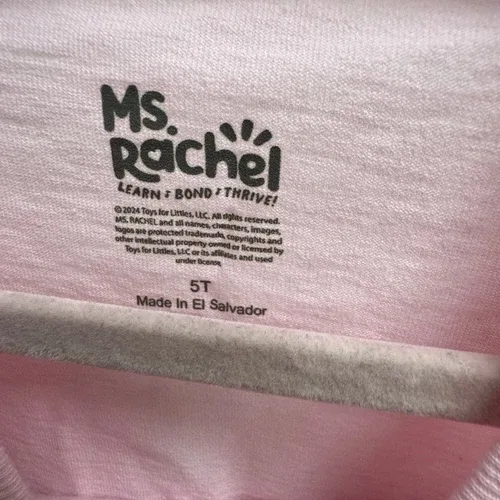 Ms.
Rachel
LEARN BOND THRIVE!
©2024 Toys for Littles, LLC. All rights reserved.
MS. RACHEL and all names, characters, images,
logos are protected trademarks, copyrights and
other intellectual property owned or licensed by
Toys for Littles, LLC or its affiliates and used
under license.
5T
Made In El Salvador